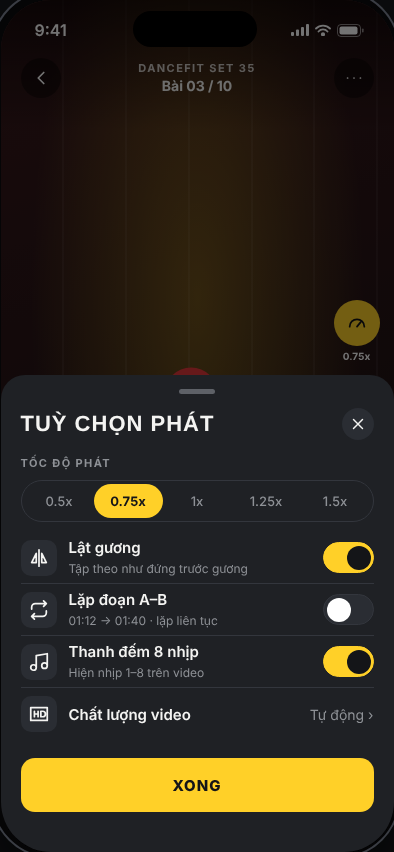 9:41
DANCEFIT SET 35
Bài 03 / 10
0.75x
TUỲ CHỌN PHÁT
TỐC ĐỘ PHÁT
0.5x 0.75x 1x 1.25x 1.5x
Lật gương
Tập theo như đứng trước gương
Lặp đoạn A–B
01:12 → 01:40 · lặp liên tục
Thanh đếm 8 nhịp
Hiện nhịp 1–8 trên video
HD Chất lượng video Tự động ›
XONG